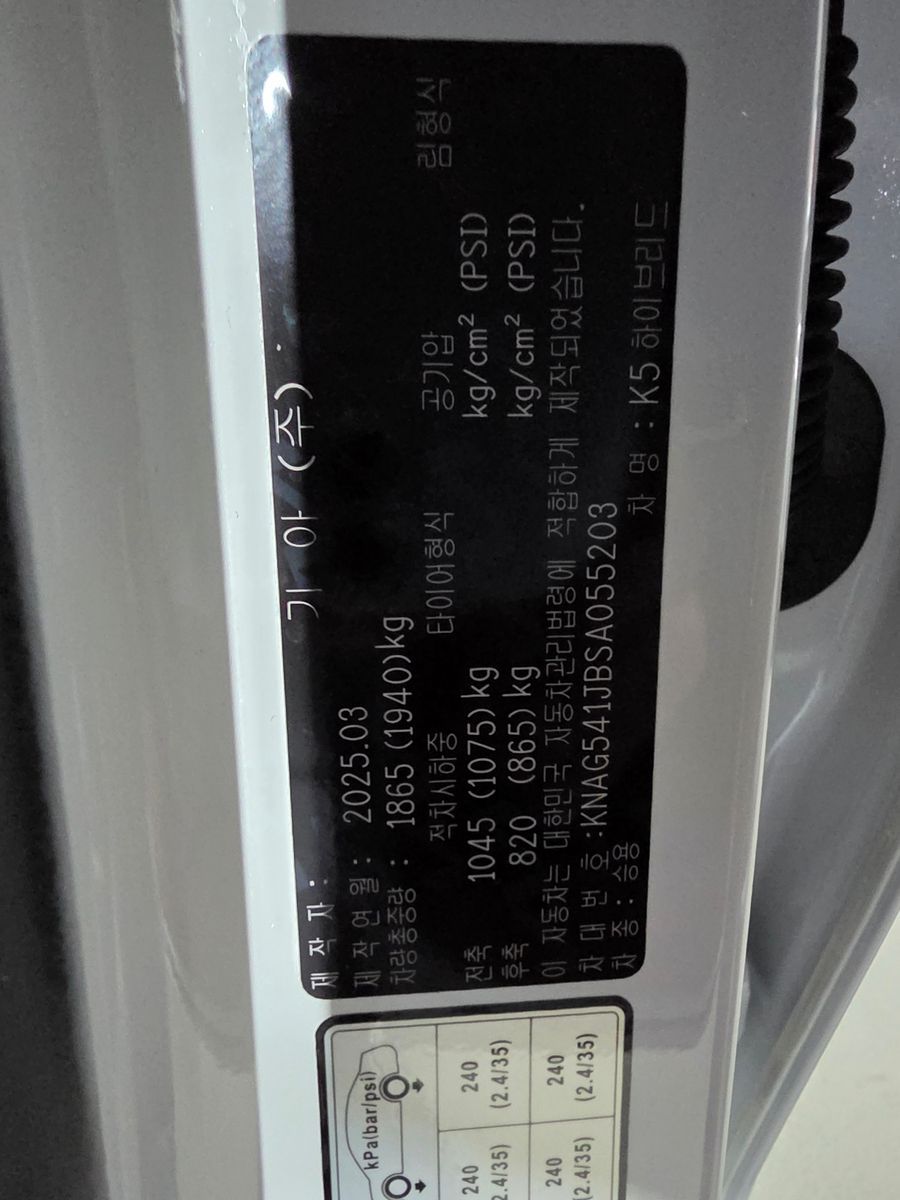 제 작 자 : 기 아 (주) .
제 작 연 월 : 2025.03
차량총중량 : 1865 (1940)kg
적차시하중 타이어형식 공기압 림형식
전축 1045 (1075)kg kg/cm² (PSI)
후축 820 (865)kg kg/cm² (PSI)
이 자동차는 대한민국 자동차관리법령에 적합하게 제작되었습니다.
차 대 번 호 :KNAG541JBSA055203
차 종 : 승용 차 명 :K5 하이브리드
kPa(bar/psi)
240 240
2.4/35) (2.4/35)
240 240
2.4/35) (2.4/35)